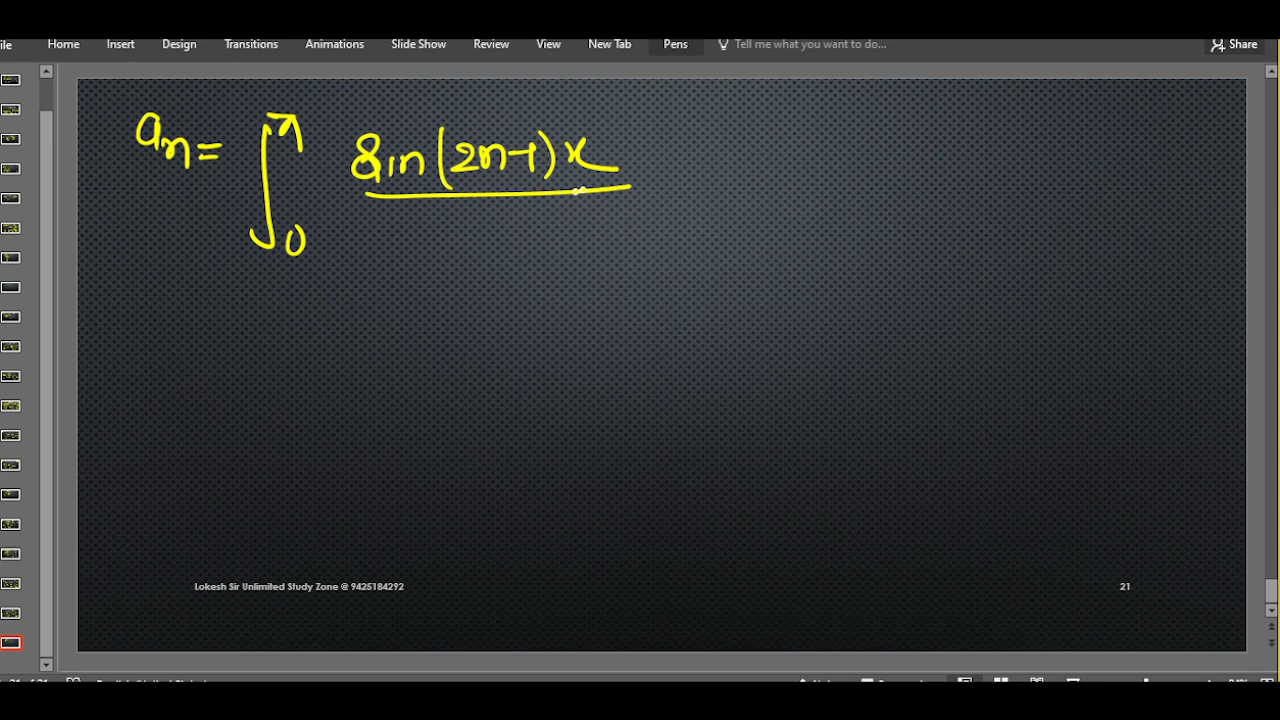 File Home Insert Design Transitions Animations Slide Show Review View New Tab Pens Tell me what you want to do... Share
aₙ = ∫₀^π sin(2n-1)x
Lokesh Sir Unlimited Study Zone @ 9425184292
21